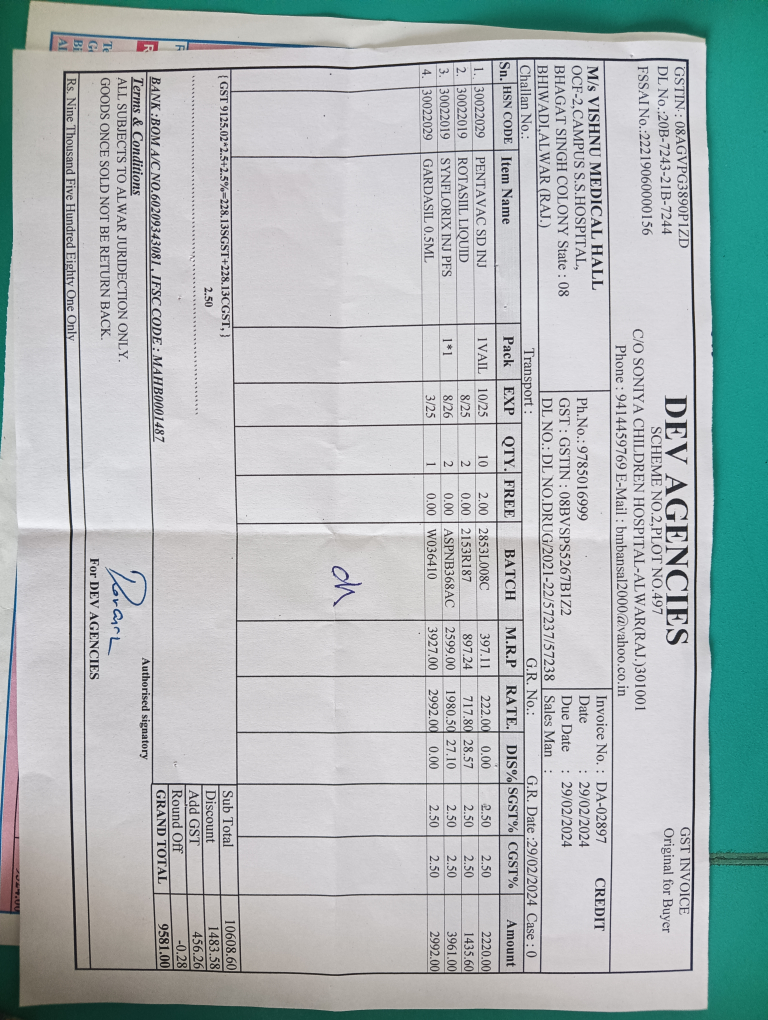 GSTIN : 08AGVPG3890P1ZD
DL No.:20B-7243-21B-7244
FSSAI No.:22219060000156
GST INVOICE
Original for Buyer
DEV AGENCIES
SCHEME NO.2,PLOT NO.497
C/O SONIYA CHILDREN HOSPITAL-ALWAR(RAJ.)301001
Phone : 9414459769 E-Mail : bmbansal2000@yahoo.co.in
M/s VISHNU MEDICAL HALL
OCF-2,CAMPUS S.S.HOSPITAL,
BHAGAT SINGH COLONY State : 08
BHIWADI,ALWAR (RAJ.)
Ph.No.: 9785016999
GST : GSTIN : 08BVSPS5267B1Z2
DL NO.: DL NO.DRUG/2021-22/57237/57238
CREDIT
Invoice No. : DA-02897
Date : 29/02/2024
Due Date : 29/02/2024
Sales Man :
Challan No.: Transport : G.R. No.: G.R. Date :29/02/2024 Case : 0
Sn. HSN CODE Item Name Pack EXP QTY. FREE BATCH M.R.P RATE. DIS% SGST% CGST% Amount
1. 30022029 PENTAVAC SD INJ 1VAIL 10/25 10 2.00 2853L008C 397.11 222.00 0.00 2.50 2.50 2220.00
2. 30022019 ROTASIIL LIQUID 8/25 2 0.00 2153R187 897.24 717.80 28.57 2.50 2.50 1435.60
3. 30022019 SYNFLORIX INJ PFS 1*1 8/26 2 0.00 ASPNB368AC 2599.00 1980.50 27.10 2.50 2.50 3961.00
4. 30022029 GARDASIL 0.5ML 3/25 1 0.00 W036410 3927.00 2992.00 0.00 2.50 2.50 2992.00
{ GST 9125.02*2.5+2.5%=228.13SGST+228.13CGST, }
2.50
Sub Total 10608.60
Discount 1483.58
Add GST 456.26
Round Off -0.28
GRAND TOTAL 9581.00
BANK :BOM A/C NO.60209343081 , IFSC CODE : MAHB0001487
Terms & Conditions
ALL SUBJECTS TO ALWAR JURIDECTION ONLY.
GOODS ONCE SOLD NOT BE RETURN BACK.
Authorised signatory
For DEV AGENCIES
Rs. Nine Thousand Five Hundred Eighty One Only